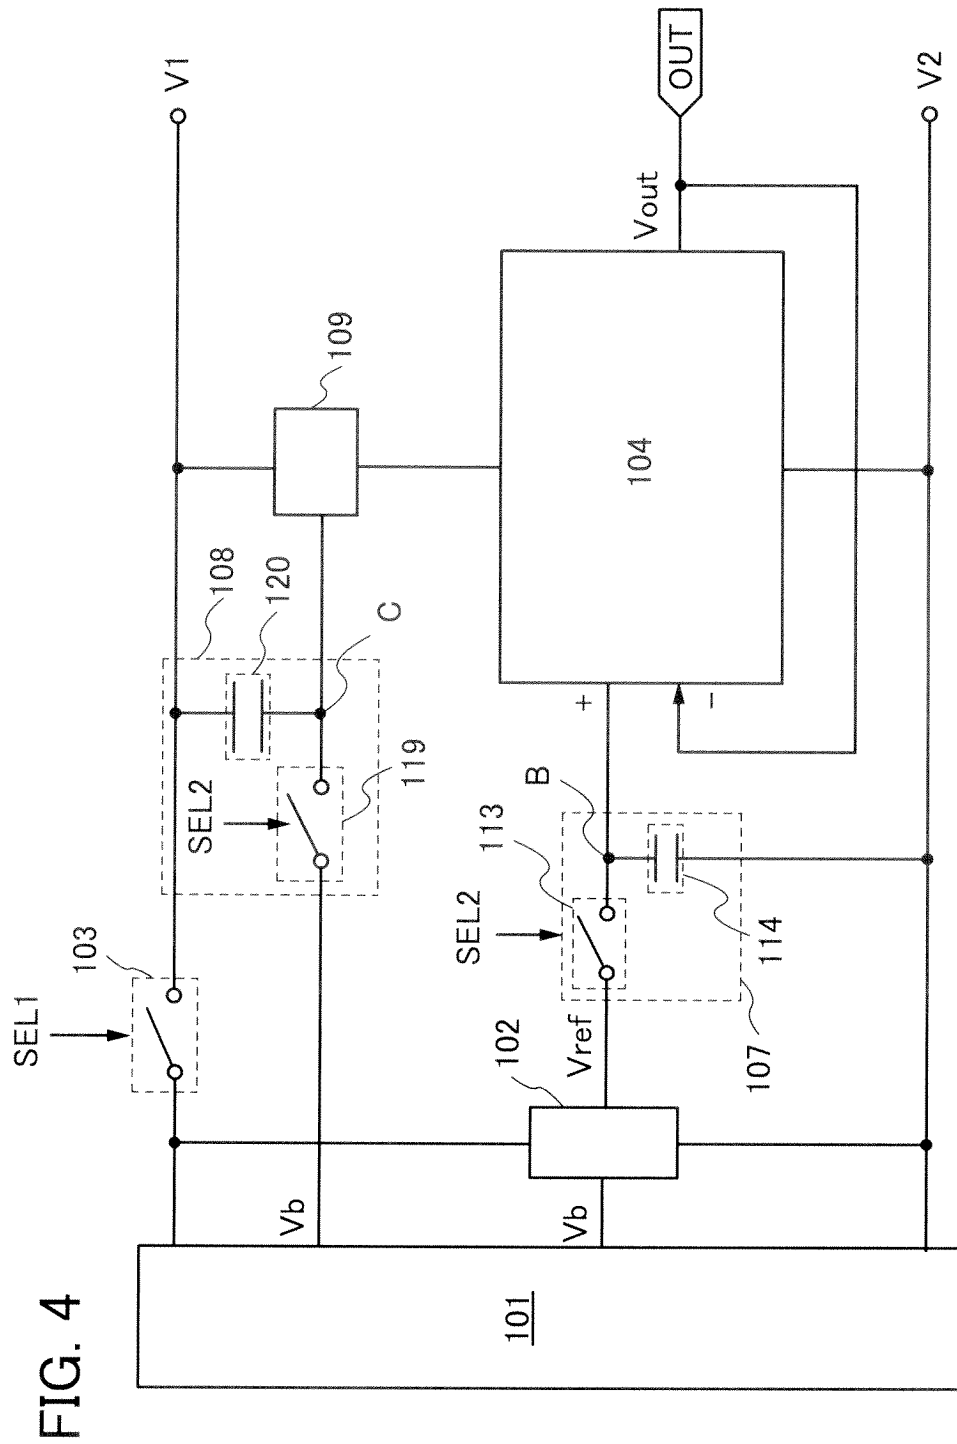 FIG. 4
SEL1
103
V1
108
120
SEL2
119
C
109
Vb
101
Vb
102
Vref
SEL2
113
B
114
107
+
−
104
Vout
OUT
V2